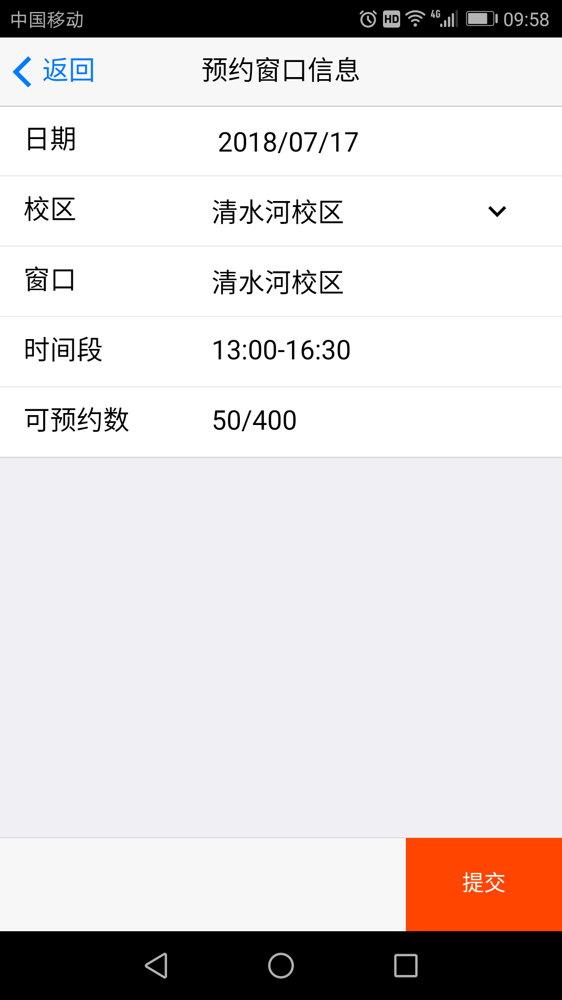 中国移动 HD 4G 09:58
返回 预约窗口信息
日期 2018/07/17
校区 清水河校区
窗口 清水河校区
时间段 13:00-16:30
可预约数 50/400
提交